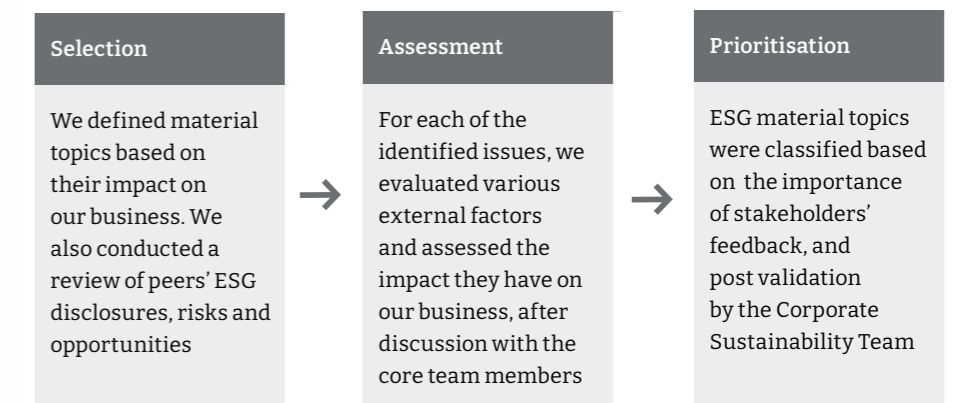 Selection
We defined material
topics based on
their impact on
our business. We
also conducted a
review of peers’ ESG
disclosures, risks and
opportunities
Assessment
For each of the
identified issues, we
evaluated various
external factors
and assessed the
impact they have on
our business, after
discussion with the
core team members
Prioritisation
ESG material topics
were classified based
on the importance
of stakeholders’
feedback, and
post validation
by the Corporate
Sustainability Team